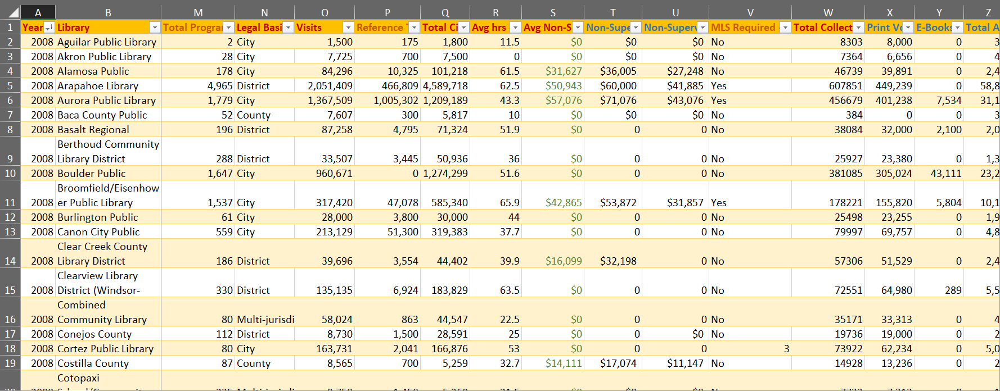 A B M N O P Q R S T U V W X Y Z
1 Year Library Total Progra Legal Basi Visits Reference Total Ci Avg hrs Avg Non-S Non-Supe Non-Superv MLS Required Total Collect Print Vo E-Books Total A
2 2008 Aguilar Public Library 2 City 1,500 175 1,800 11.5 $0 $0 $0 No 8303 8,000 0 3
3 2008 Akron Public Library 28 City 7,725 700 7,500 0 $0 $0 $0 No 7364 6,656 0 4
4 2008 Alamosa Public 178 City 84,296 10,325 101,218 61.5 $31,627 $36,005 $27,248 No 46739 39,891 0 2,4
5 2008 Arapahoe Library 4,965 District 2,051,409 466,809 4,589,718 62.5 $50,943 $60,000 $41,885 Yes 607851 449,239 0 58,8
6 2008 Aurora Public Library 1,779 City 1,367,509 1,005,302 1,209,189 43.3 $57,076 $71,076 $43,076 Yes 456679 401,238 7,534 31,1
7 2008 Baca County Public 52 County 7,607 300 5,817 10 $0 $0 $0 No 384 0 0 3
8 2008 Basalt Regional 196 District 87,258 4,795 71,324 51.9 $0 0 0 No 38084 32,000 2,100 2,0
Berthoud Community
9 2008 Library District 288 District 33,507 3,445 50,936 36 $0 0 0 No 25927 23,380 0 1,3
10 2008 Boulder Public 1,647 City 960,671 0 1,274,299 51.6 $0 0 0 No 381085 305,024 43,111 23,2
Broomfield/Eisenhow
11 2008 er Public Library 1,537 City 317,420 47,078 585,340 65.9 $42,865 $53,872 $31,857 Yes 178221 155,820 5,804 10,1
12 2008 Burlington Public 61 City 28,000 3,800 30,000 44 $0 0 0 No 25498 23,255 0 1,9
13 2008 Canon City Public 559 City 213,129 51,300 319,383 37.7 $0 0 0 No 79997 69,757 0 4,8
Clear Creek County
14 2008 Library District 186 District 39,696 3,554 44,402 39.9 $16,099 $32,198 0 No 57306 51,529 0 2,4
Clearview Library
15 2008 District (Windsor- 330 District 135,135 6,924 183,829 63.5 $0 0 0 No 72551 64,980 289 5,5
Combined
16 2008 Community Library 80 Multi-jurisdi 58,024 863 44,547 22.5 $0 0 0 No 35171 33,313 0 4
17 2008 Conejos County 112 District 8,730 1,500 28,591 25 $0 0 $0 No 19736 19,000 0 2
18 2008 Cortez Public Library 80 City 163,731 2,041 166,876 53 $0 0 0 3 73922 62,234 0 5,0
19 2008 Costilla County 87 County 8,565 700 5,259 32.7 $14,111 $17,074 $11,147 No 14928 13,236 0 2
Cotopaxi